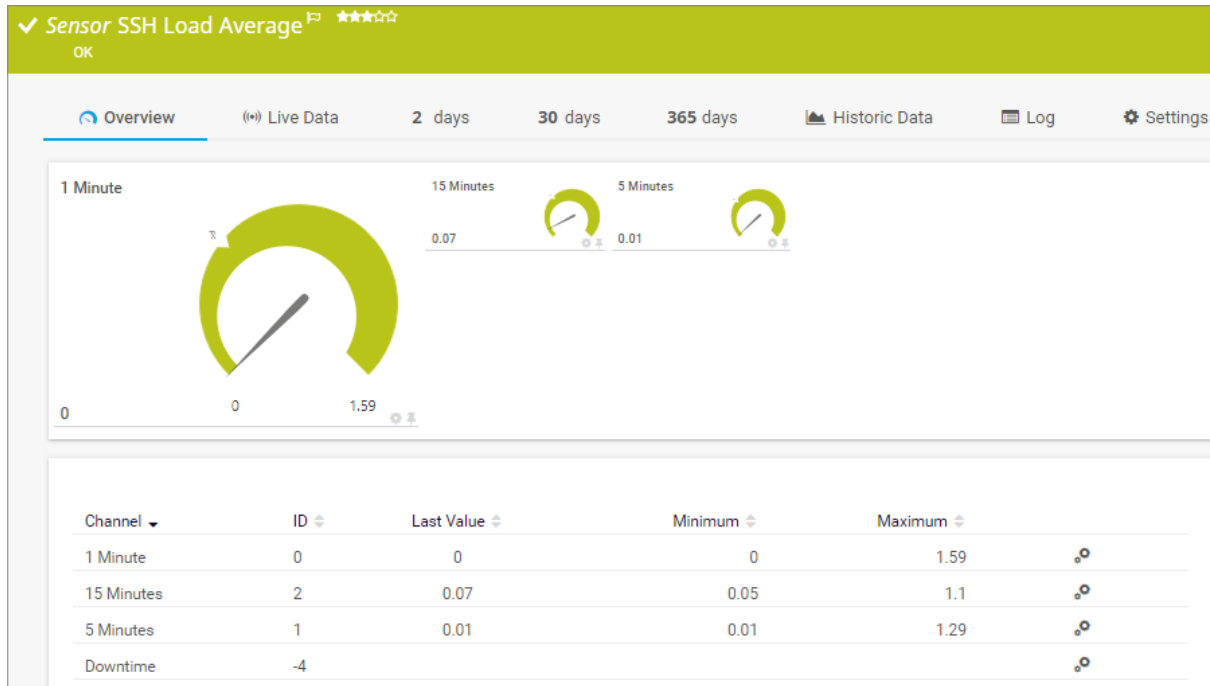 Sensor SSH Load Average
OK
Overview Live Data 2 days 30 days 365 days Historic Data Log Settings
1 Minute
15 Minutes
5 Minutes
0.07
0.01
0 1.59
0
Channel ID Last Value Minimum Maximum
1 Minute 0 0 0 1.59
15 Minutes 2 0.07 0.05 1.1
5 Minutes 1 0.01 0.01 1.29
Downtime -4